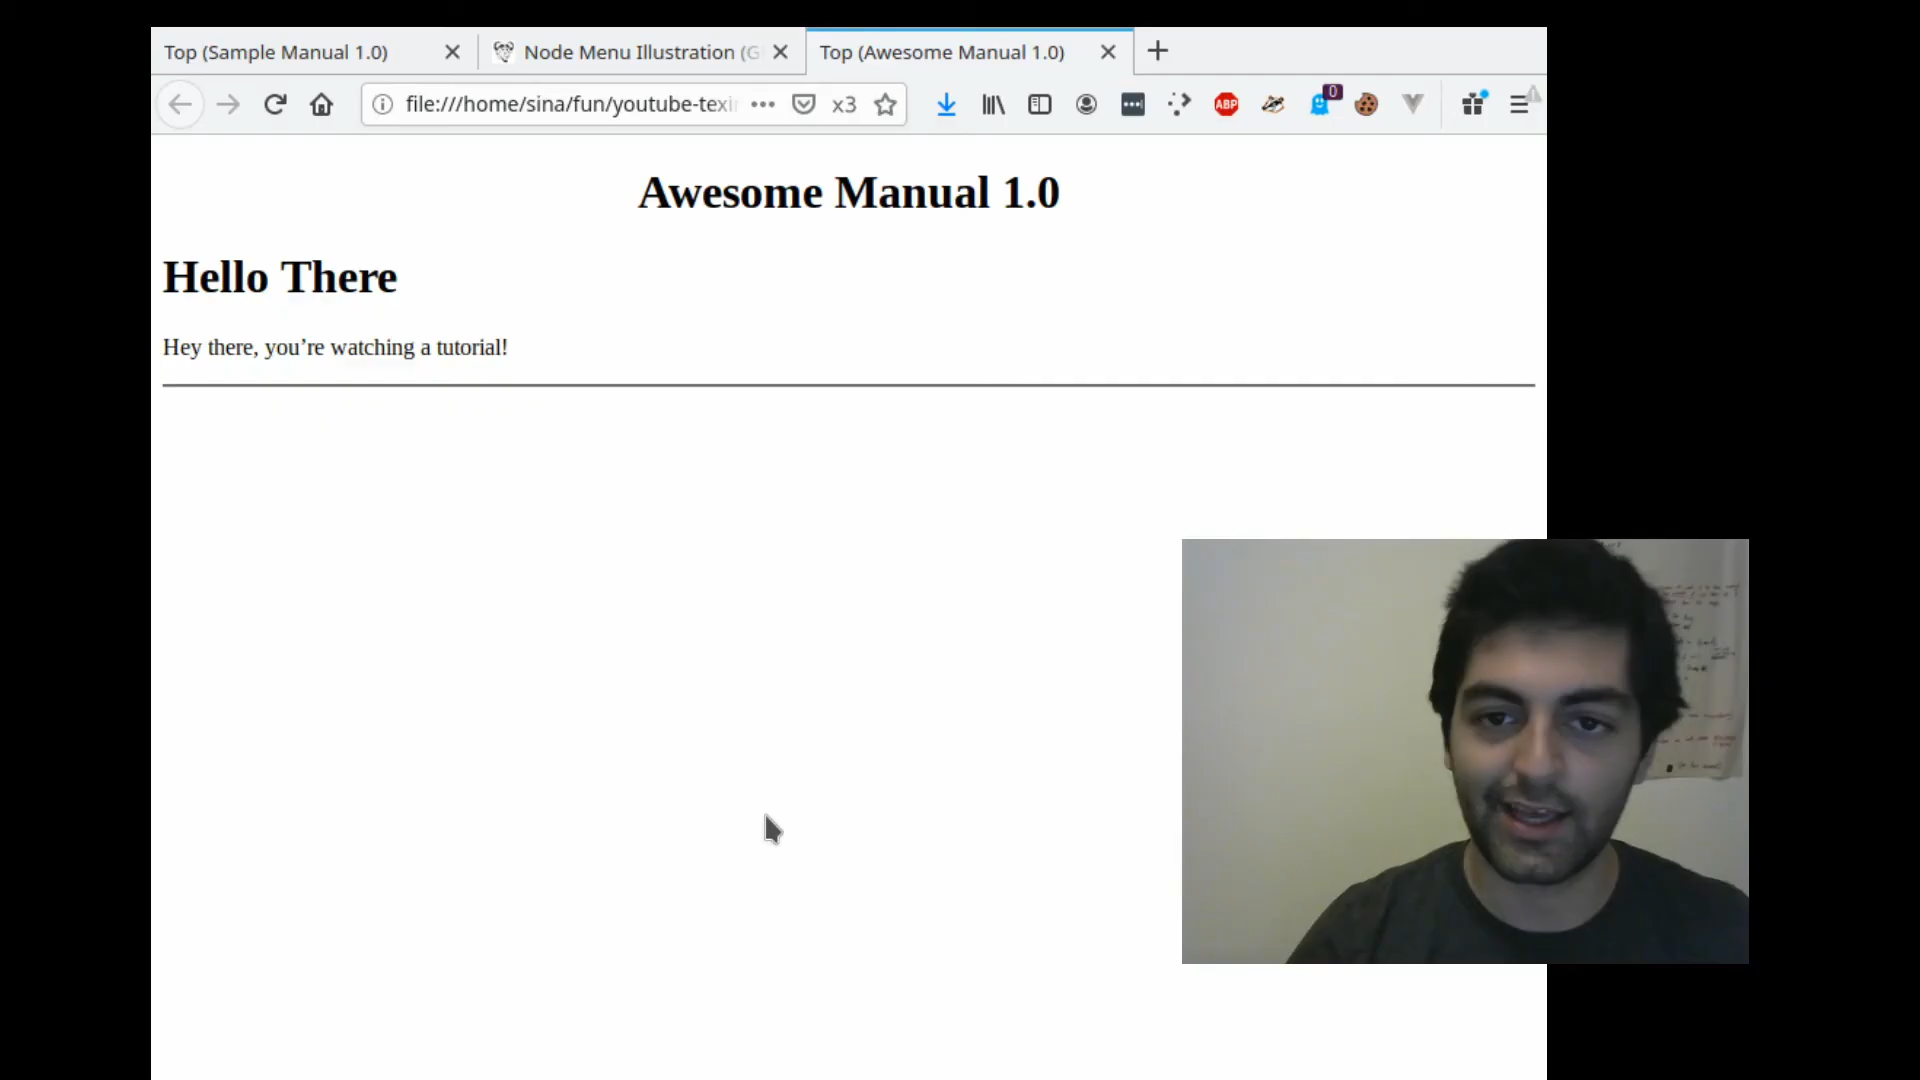 Top (Sample Manual 1.0)
Node Menu Illustration (G
Top (Awesome Manual 1.0)
file:///home/sina/fun/youtube-texi
x3
ABP
0
Awesome Manual 1.0
Hello There
Hey there, you’re watching a tutorial!